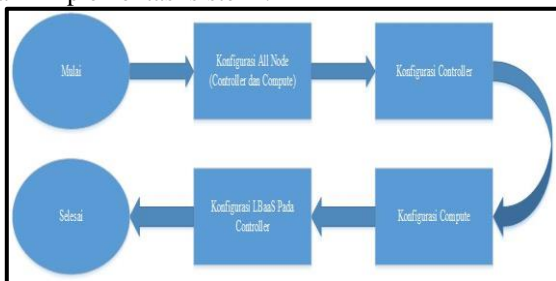 Mulai
Konfigurasi All Node
(Controller dan Compute)
Konfigurasi Controller
Konfigurasi Compute
Konfigurasi LBaaS Pada
Controller
Selesai